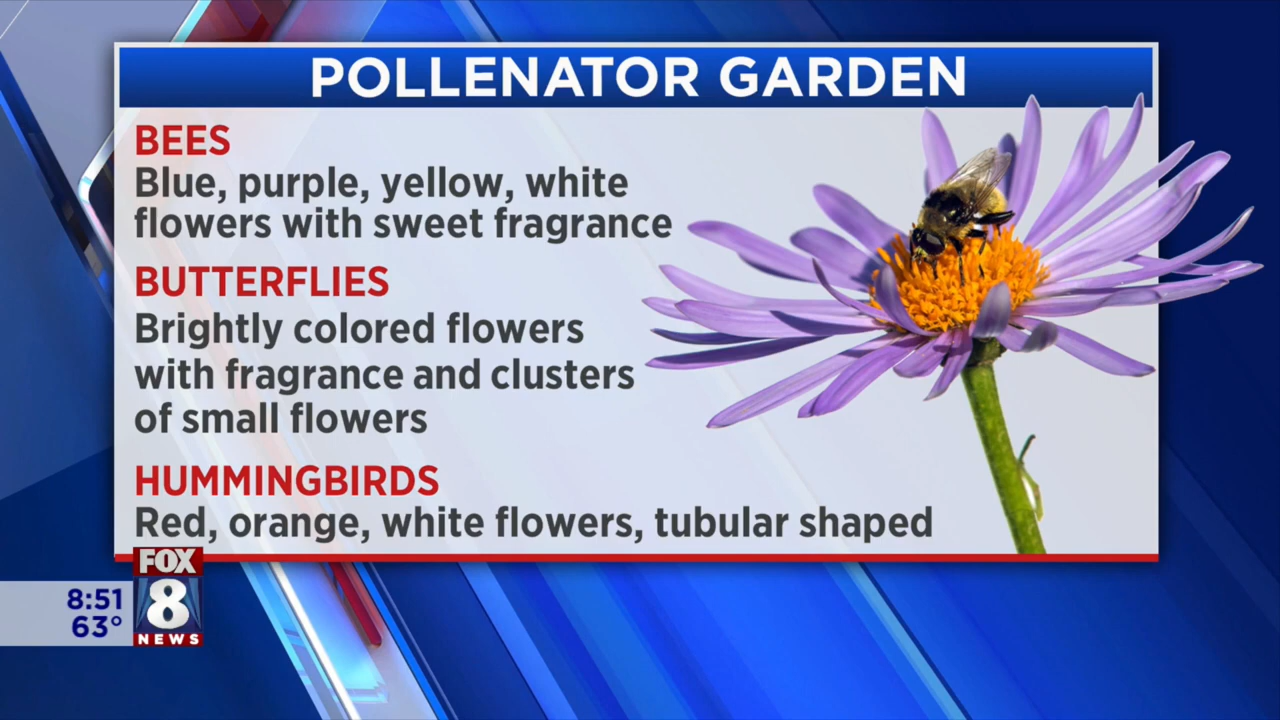 POLLENATOR GARDEN
BEES
Blue, purple, yellow, white
flowers with sweet fragrance
BUTTERFLIES
Brightly colored flowers
with fragrance and clusters
of small flowers
HUMMINGBIRDS
Red, orange, white flowers, tubular shaped
8:51
63°
FOX
8
NEWS